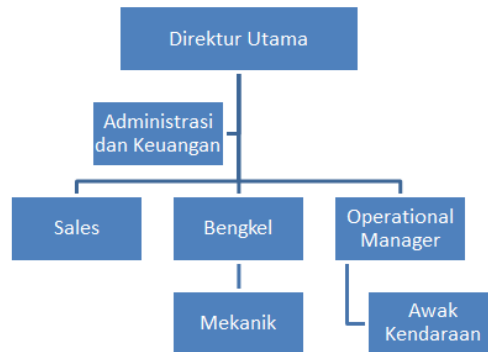 Direktur Utama
Administrasi
dan Keuangan
Sales
Bengkel
Operational
Manager
Mekanik
Awak
Kendaraan